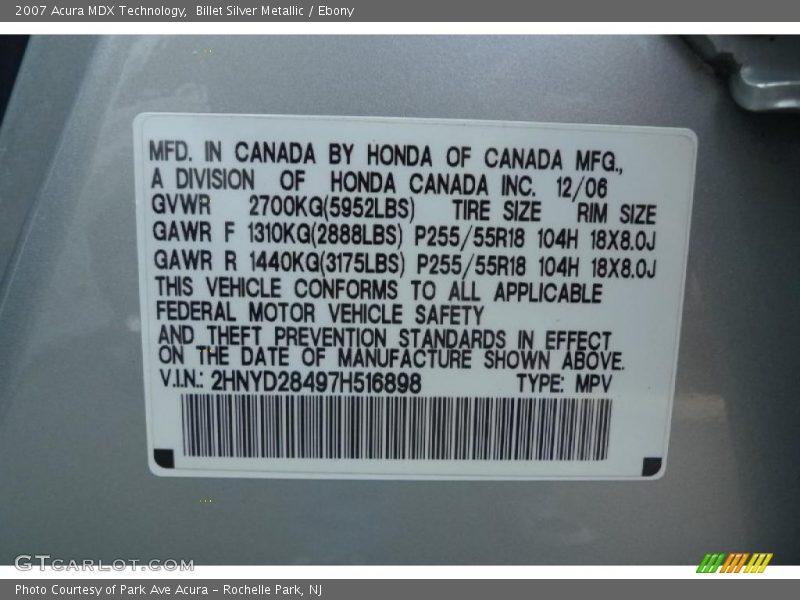 2007 Acura MDX Technology,  Billet Silver Metallic / Ebony
MFD. IN CANADA BY HONDA OF CANADA MFG.,
A DIVISION OF HONDA CANADA INC. 12/06
GVWR 2700KG(5952LBS) TIRE SIZE RIM SIZE
GAWR F 1310KG(2888LBS) P255/55R18 104H 18X8.0J
GAWR R 1440KG(3175LBS) P255/55R18 104H 18X8.0J
THIS VEHICLE CONFORMS TO ALL APPLICABLE
FEDERAL MOTOR VEHICLE SAFETY
AND THEFT PREVENTION STANDARDS IN EFFECT
ON THE DATE OF MANUFACTURE SHOWN ABOVE.
V.I.N.: 2HNYD28497H516898 TYPE: MPV
GTCARLOT.COM
Photo Courtesy of Park Ave Acura - Rochelle Park, NJ